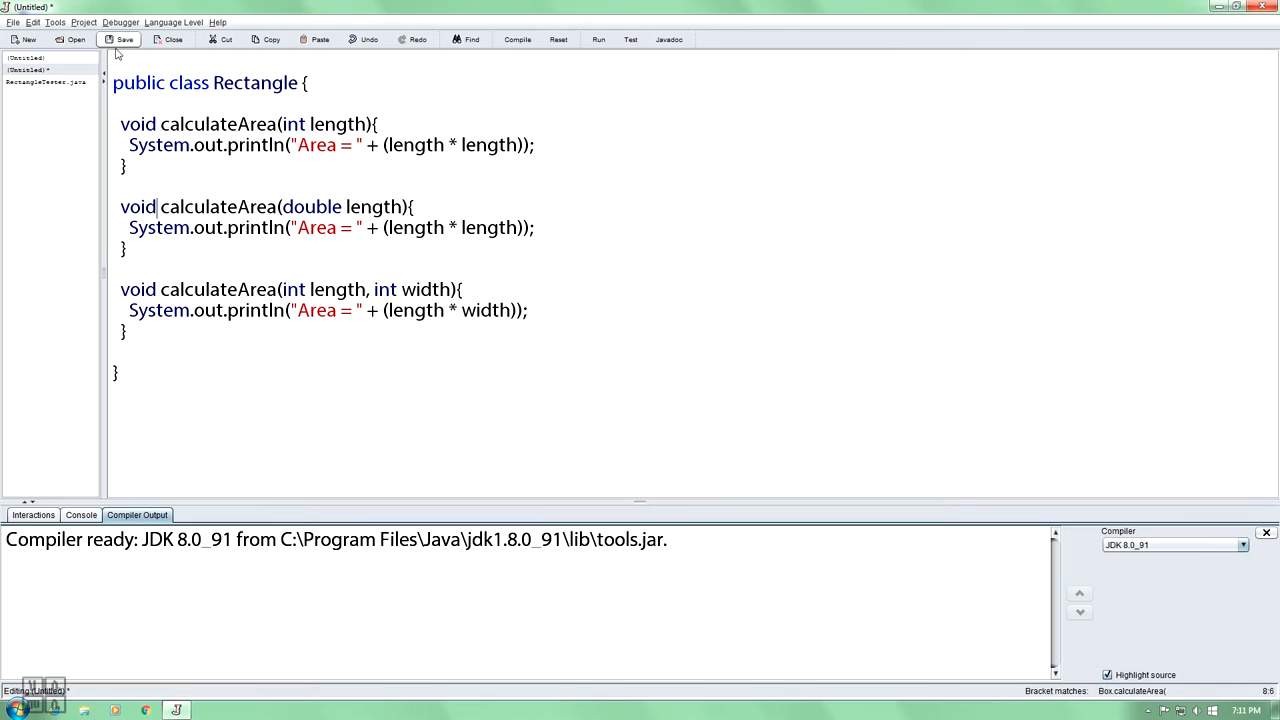 (Untitled) *
File Edit Tools Project Debugger Language Level Help
New Open Save Close Cut Copy Paste Undo Redo Find Compile Reset Run Test Javadoc
(Untitled)
(Untitled)*
RectangleTester.java
public class Rectangle {
void calculateArea(int length){
System.out.println("Area = " + (length * length));
}
void calculateArea(double length){
System.out.println("Area = " + (length * length));
}
void calculateArea(int length, int width){
System.out.println("Area = " + (length * width));
}
}
Interactions Console Compiler Output
Compiler ready: JDK 8.0_91 from C:\Program Files\Java\jdk1.8.0_91\lib\tools.jar.
Compiler
JDK 8.0_91
Highlight source
Editing (Untitled) * Bracket matches: Box.calculateArea( 8:6
7:11 PM